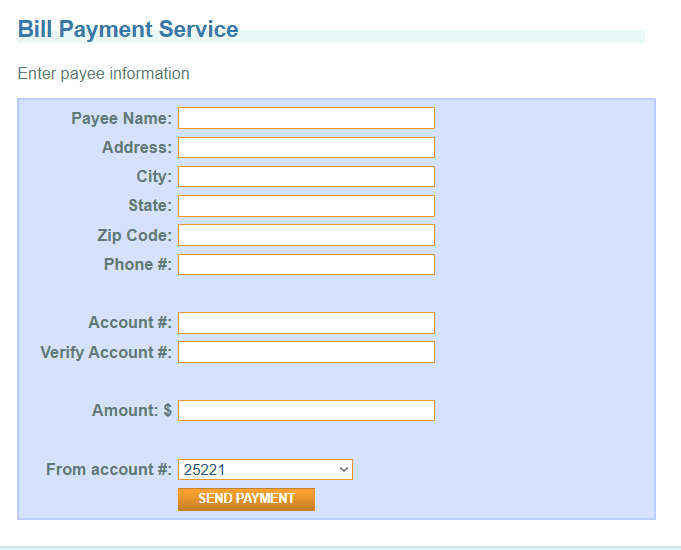 Bill Payment Service
Enter payee information
Payee Name:
Address:
City:
State:
Zip Code:
Phone #:
Account #:
Verify Account #:
Amount: $
From account #: 25221
SEND PAYMENT